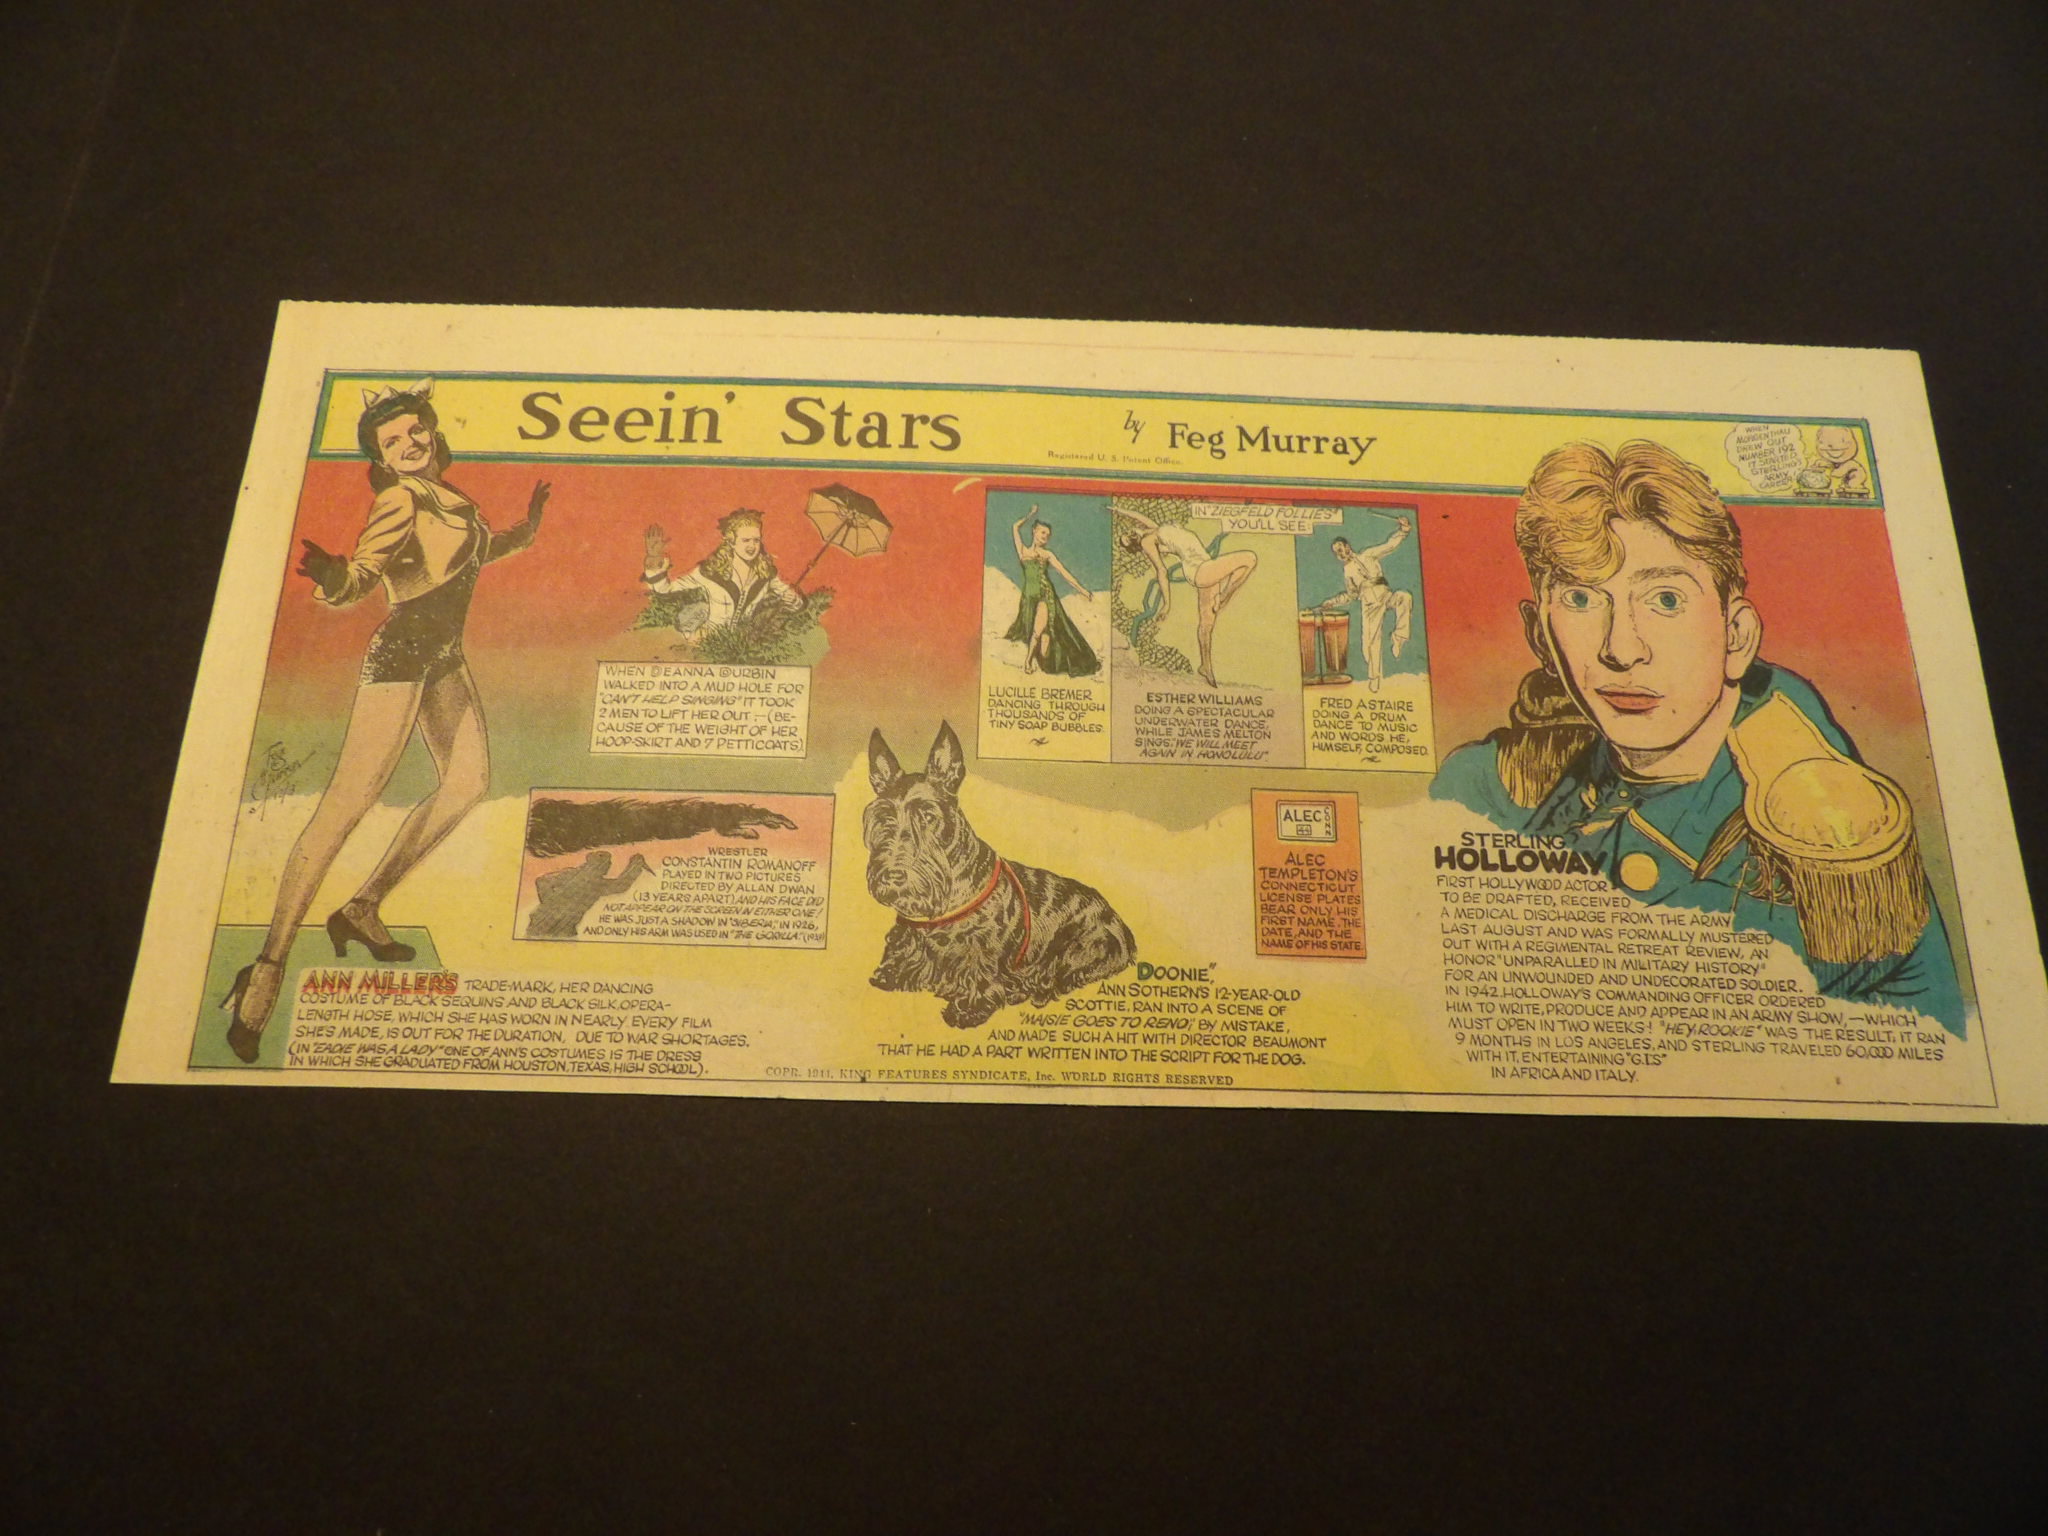 Seein' Stars
by Feg Murray
Registered U. S. Patent Office.
WHEN
MORGENTHAU
DREW OUT
NUMBER 192
IT STARTED
STERLING'S
ARMY
CAREER!
WHEN DEANNA DURBIN
WALKED INTO A MUD HOLE FOR
"CAN'T HELP SINGING" IT TOOK
2 MEN TO LIFT HER OUT,—(BE-
CAUSE OF THE WEIGHT OF HER
HOOP-SKIRT AND 7 PETTICOATS).
IN "ZIEGFELD FOLLIES"
YOU'LL SEE:
LUCILLE BREMER
DANCING THROUGH
THOUSANDS OF
TINY SOAP BUBBLES.
ESTHER WILLIAMS
DOING A SPECTACULAR
UNDERWATER DANCE,
WHILE JAMES MELTON
SINGS: "WE WILL MEET
AGAIN IN HONOLULU".
FRED ASTAIRE
DOING A DRUM
DANCE TO MUSIC
AND WORDS HE,
HIMSELF, COMPOSED.
WRESTLER
CONSTANTIN ROMANOFF
PLAYED IN TWO PICTURES
DIRECTED BY ALLAN DWAN
(13 YEARS APART), AND HIS FACE DID
NOT APPEAR ON THE SCREEN IN EITHER ONE!
HE WAS JUST A SHADOW IN "SIBERIA", IN 1926,
AND ONLY HIS ARM WAS USED IN "THE GORILLA." (1939)
ALEC
44
CONN
ALEC
TEMPLETON'S
CONNECTICUT
LICENSE PLATES
BEAR ONLY HIS
FIRST NAME, THE
DATE, AND THE
NAME OF HIS STATE.
ANN MILLER'S TRADE-MARK, HER DANCING
COSTUME OF BLACK SEQUINS AND BLACK SILK, OPERA-
LENGTH HOSE, WHICH SHE HAS WORN IN NEARLY EVERY FILM
SHE'S MADE, IS OUT FOR THE DURATION, DUE TO WAR SHORTAGES.
(IN "EADIE WAS A LADY" ONE OF ANN'S COSTUMES IS THE DRESS
IN WHICH SHE GRADUATED FROM HOUSTON, TEXAS, HIGH SCHOOL).
"DOONIE",
ANN SOTHERN'S 12-YEAR-OLD
SCOTTIE, RAN INTO A SCENE OF
"MAISIE GOES TO RENO", BY MISTAKE,
AND MADE SUCH A HIT WITH DIRECTOR BEAUMONT
THAT HE HAD A PART WRITTEN INTO THE SCRIPT FOR THE DOG.
STERLING
HOLLOWAY
FIRST HOLLYWOOD ACTOR
TO BE DRAFTED, RECEIVED
A MEDICAL DISCHARGE FROM THE ARMY
LAST AUGUST AND WAS FORMALLY MUSTERED
OUT WITH A REGIMENTAL RETREAT REVIEW, AN
HONOR "UNPARALLED IN MILITARY HISTORY"
FOR AN UNWOUNDED AND UNDECORATED SOLDIER.
IN 1942, HOLLOWAY'S COMMANDING OFFICER ORDERED
HIM TO WRITE, PRODUCE AND APPEAR IN AN ARMY SHOW,—WHICH
MUST OPEN IN TWO WEEKS! "HEY, ROOKIE" WAS THE RESULT; IT RAN
9 MONTHS IN LOS ANGELES, AND STERLING TRAVELED 60,000 MILES
WITH IT, ENTERTAINING "G.I.'S"
IN AFRICA AND ITALY.
COPR. 1944, KING FEATURES SYNDICATE, Inc. WORLD RIGHTS RESERVED